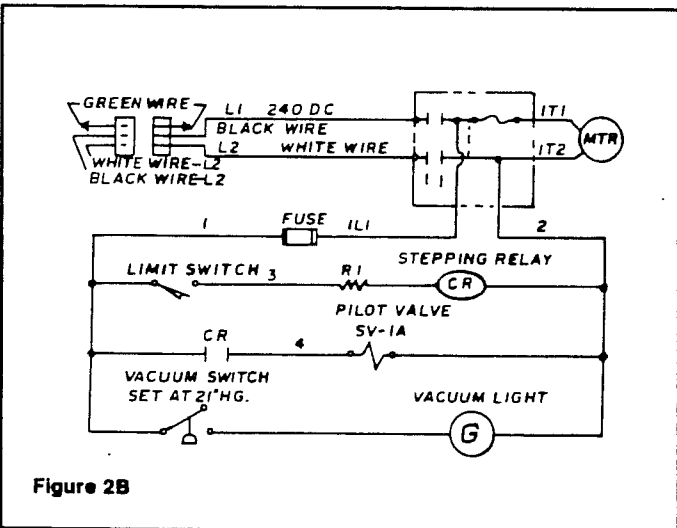 GREEN WIRE
L1 240 DC
BLACK WIRE
L2 WHITE WIRE
WHITE WIRE-L2
BLACK WIRE-L2
1T1
MTR
1T2
1
FUSE
1L1
2
STEPPING RELAY
LIMIT SWITCH
3
R1
CR
PILOT VALVE
SV-1A
CR
4
VACUUM SWITCH
SET AT 21"HG.
VACUUM LIGHT
G
Figure 2B